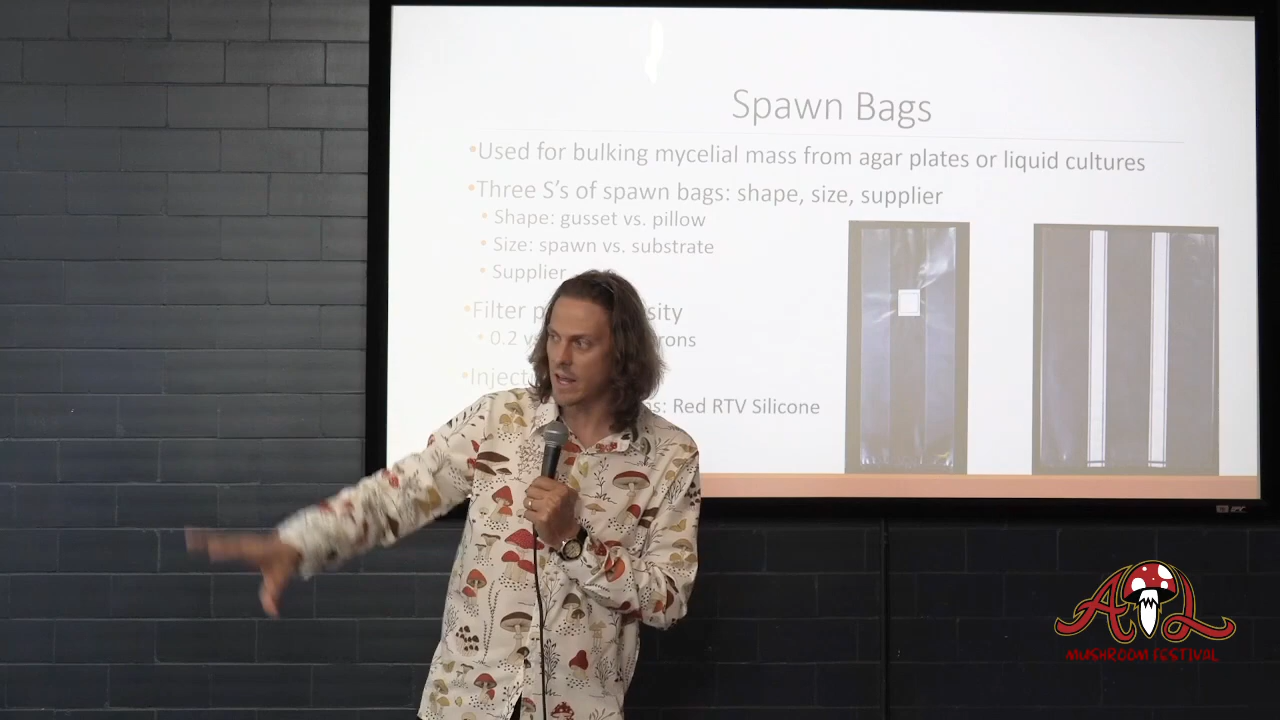 Spawn Bags
•Used for bulking mycelial mass from agar plates or liquid cultures
•Three S's of spawn bags: shape, size, supplier
• Shape: gusset vs. pillow
• Size: spawn vs. substrate
• Supplier
•Filter
• 0.2
Red RTV Silicone
AQ
MUSHROOM FESTIVAL